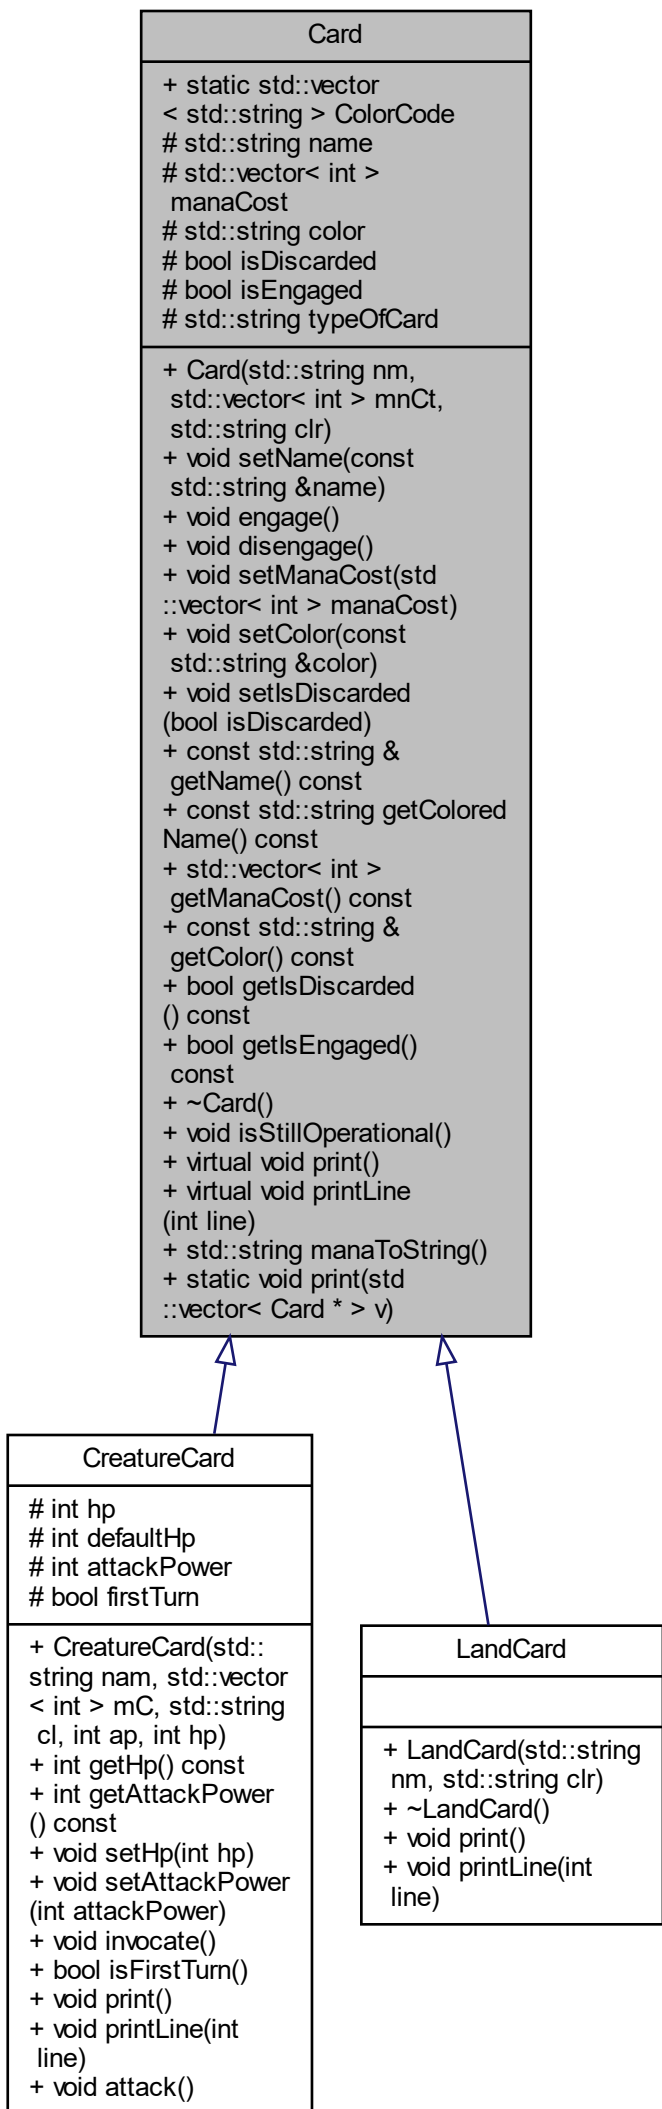 Card
+ static std::vector
< std::string > ColorCode
# std::string name
# std::vector< int >
manaCost
# std::string color
# bool isDiscarded
# bool isEngaged
# std::string typeOfCard
+ Card(std::string nm,
std::vector< int > mnCt,
std::string clr)
+ void setName(const
std::string &name)
+ void engage()
+ void disengage()
+ void setManaCost(std
::vector< int > manaCost)
+ void setColor(const
std::string &color)
+ void setIsDiscarded
(bool isDiscarded)
+ const std::string &
getName() const
+ const std::string getColored
Name() const
+ std::vector< int >
getManaCost() const
+ const std::string &
getColor() const
+ bool getIsDiscarded
() const
+ bool getIsEngaged()
const
+ ~Card()
+ void isStillOperational()
+ virtual void print()
+ virtual void printLine
(int line)
+ std::string manaToString()
+ static void print(std
::vector< Card * > v)
CreatureCard
# int hp
# int defaultHp
# int attackPower
# bool firstTurn
+ CreatureCard(std::
string nam, std::vector
< int > mC, std::string
cl, int ap, int hp)
+ int getHp() const
+ int getAttackPower
() const
+ void setHp(int hp)
+ void setAttackPower
(int attackPower)
+ void invocate()
+ bool isFirstTurn()
+ void print()
+ void printLine(int
line)
+ void attack()
LandCard
+ LandCard(std::string
nm, std::string clr)
+ ~LandCard()
+ void print()
+ void printLine(int
line)